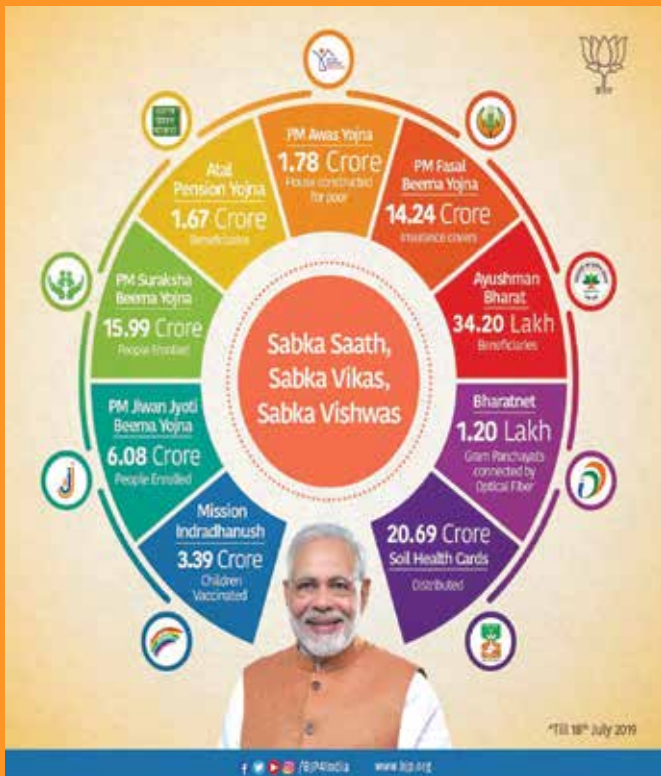 PM Awas Yojna
1.78 Crore
House constructed
for poor
PM Fasal
Beema Yojna
14.24 Crore
Insurance covers
Ayushman
Bharat
34.20 Lakh
Beneficiaries
Bharatnet
1.20 Lakh
Gram Panchayats
connected by
Optical Fiber
20.69 Crore
Soil Health Cards
Distributed
Atal
Pension Yojna
1.67 Crore
Beneficiaries
PM Suraksha
Beema Yojna
15.99 Crore
People Enrolled
PM Jiwan Jyoti
Beema Yojna
6.08 Crore
People Enrolled
Mission
Indradhanush
3.39 Crore
Children
Vaccinated
Sabka Saath,
Sabka Vikas,
Sabka Vishwas
*Till 18th July 2019
/BJP4India www.bjp.org